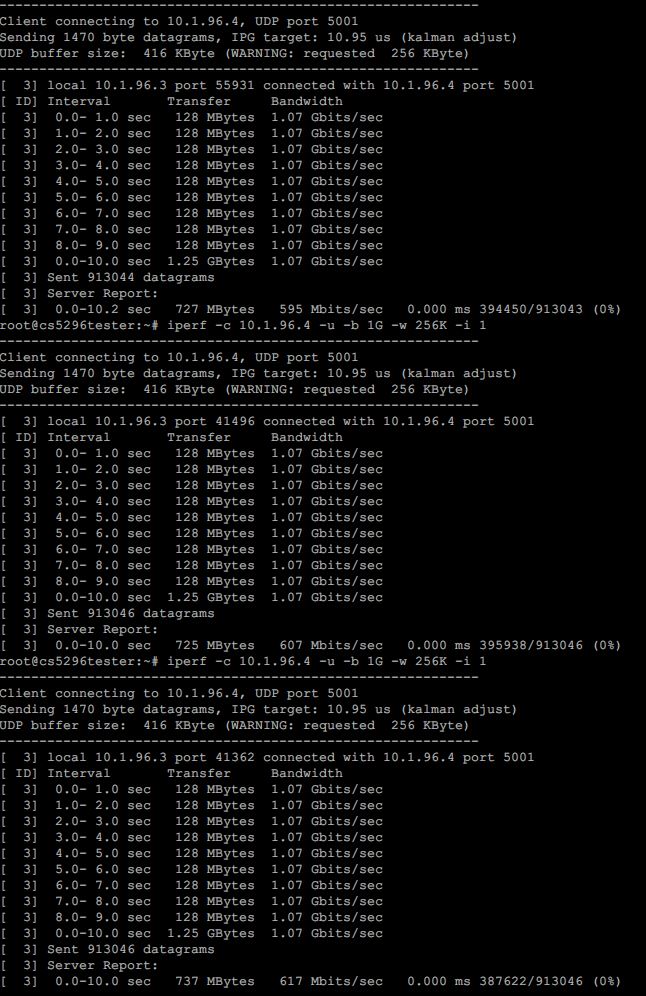 ------------------------------------------------------------
Client connecting to 10.1.96.4, UDP port 5001
Sending 1470 byte datagrams, IPG target: 10.95 us (kalman adjust)
UDP buffer size:  416 KByte (WARNING: requested  256 KByte)
------------------------------------------------------------
[  3] local 10.1.96.3 port 55931 connected with 10.1.96.4 port 5001
[ ID] Interval       Transfer     Bandwidth
[  3]  0.0- 1.0 sec   128 MBytes  1.07 Gbits/sec
[  3]  1.0- 2.0 sec   128 MBytes  1.07 Gbits/sec
[  3]  2.0- 3.0 sec   128 MBytes  1.07 Gbits/sec
[  3]  3.0- 4.0 sec   128 MBytes  1.07 Gbits/sec
[  3]  4.0- 5.0 sec   128 MBytes  1.07 Gbits/sec
[  3]  5.0- 6.0 sec   128 MBytes  1.07 Gbits/sec
[  3]  6.0- 7.0 sec   128 MBytes  1.07 Gbits/sec
[  3]  7.0- 8.0 sec   128 MBytes  1.07 Gbits/sec
[  3]  8.0- 9.0 sec   128 MBytes  1.07 Gbits/sec
[  3]  0.0-10.0 sec  1.25 GBytes  1.07 Gbits/sec
[  3] Sent 913044 datagrams
[  3] Server Report:
[  3]  0.0-10.2 sec   727 MBytes   595 Mbits/sec   0.000 ms 394450/913043 (0%)
root@cs5296tester:~# iperf -c 10.1.96.4 -u -b 1G -w 256K -i 1
------------------------------------------------------------
Client connecting to 10.1.96.4, UDP port 5001
Sending 1470 byte datagrams, IPG target: 10.95 us (kalman adjust)
UDP buffer size:  416 KByte (WARNING: requested  256 KByte)
------------------------------------------------------------
[  3] local 10.1.96.3 port 41496 connected with 10.1.96.4 port 5001
[ ID] Interval       Transfer     Bandwidth
[  3]  0.0- 1.0 sec   128 MBytes  1.07 Gbits/sec
[  3]  1.0- 2.0 sec   128 MBytes  1.07 Gbits/sec
[  3]  2.0- 3.0 sec   128 MBytes  1.07 Gbits/sec
[  3]  3.0- 4.0 sec   128 MBytes  1.07 Gbits/sec
[  3]  4.0- 5.0 sec   128 MBytes  1.07 Gbits/sec
[  3]  5.0- 6.0 sec   128 MBytes  1.07 Gbits/sec
[  3]  6.0- 7.0 sec   128 MBytes  1.07 Gbits/sec
[  3]  7.0- 8.0 sec   128 MBytes  1.07 Gbits/sec
[  3]  8.0- 9.0 sec   128 MBytes  1.07 Gbits/sec
[  3]  0.0-10.0 sec  1.25 GBytes  1.07 Gbits/sec
[  3] Sent 913046 datagrams
[  3] Server Report:
[  3]  0.0-10.0 sec   725 MBytes   607 Mbits/sec   0.000 ms 395938/913046 (0%)
root@cs5296tester:~# iperf -c 10.1.96.4 -u -b 1G -w 256K -i 1
------------------------------------------------------------
Client connecting to 10.1.96.4, UDP port 5001
Sending 1470 byte datagrams, IPG target: 10.95 us (kalman adjust)
UDP buffer size:  416 KByte (WARNING: requested  256 KByte)
------------------------------------------------------------
[  3] local 10.1.96.3 port 41362 connected with 10.1.96.4 port 5001
[ ID] Interval       Transfer     Bandwidth
[  3]  0.0- 1.0 sec   128 MBytes  1.07 Gbits/sec
[  3]  1.0- 2.0 sec   128 MBytes  1.07 Gbits/sec
[  3]  2.0- 3.0 sec   128 MBytes  1.07 Gbits/sec
[  3]  3.0- 4.0 sec   128 MBytes  1.07 Gbits/sec
[  3]  4.0- 5.0 sec   128 MBytes  1.07 Gbits/sec
[  3]  5.0- 6.0 sec   128 MBytes  1.07 Gbits/sec
[  3]  6.0- 7.0 sec   128 MBytes  1.07 Gbits/sec
[  3]  7.0- 8.0 sec   128 MBytes  1.07 Gbits/sec
[  3]  8.0- 9.0 sec   128 MBytes  1.07 Gbits/sec
[  3]  0.0-10.0 sec  1.25 GBytes  1.07 Gbits/sec
[  3] Sent 913046 datagrams
[  3] Server Report:
[  3]  0.0-10.0 sec   737 MBytes   617 Mbits/sec   0.000 ms 387622/913046 (0%)